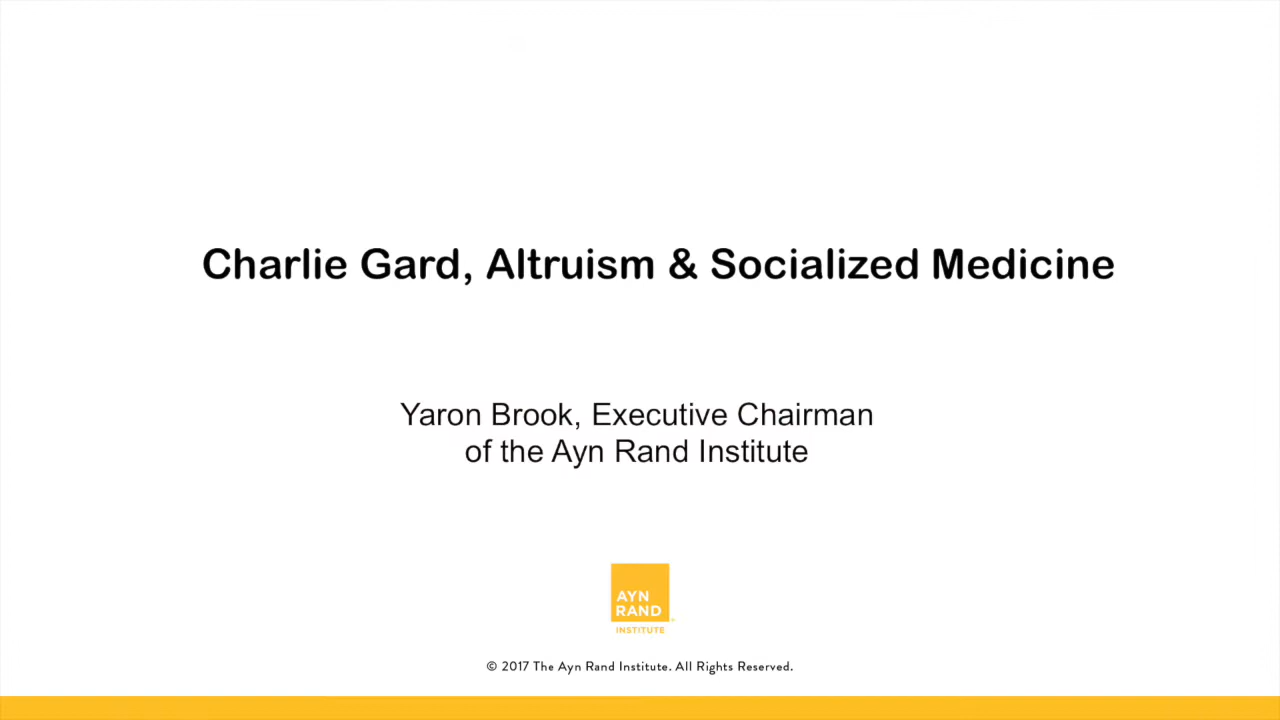 Charlie Gard, Altruism & Socialized Medicine
Yaron Brook, Executive Chairman
of the Ayn Rand Institute
AYN
RAND
INSTITUTE
© 2017 The Ayn Rand Institute. All Rights Reserved.